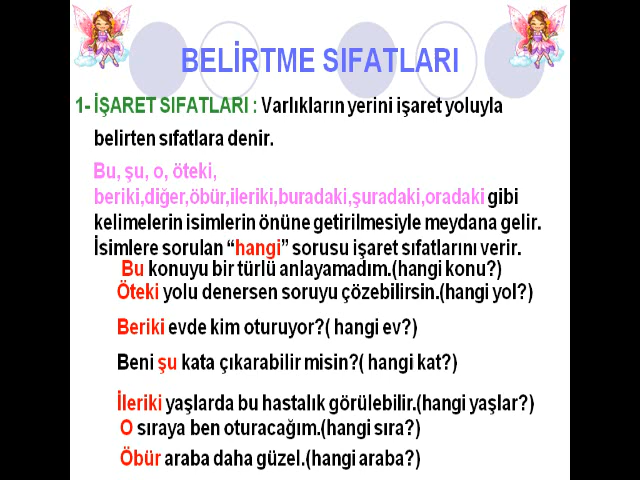 BELİRTME SIFATLARI
1- İŞARET SIFATLARI : Varlıkların yerini işaret yoluyla
belirten sıfatlara denir.
Bu, şu, o, öteki,
beriki,diğer,öbür,ileriki,buradaki,şuradaki,oradaki gibi
kelimelerin isimlerin önüne getirilmesiyle meydana gelir.
İsimlere sorulan “hangi” sorusu işaret sıfatlarını verir.
Bu konuyu bir türlü anlayamadım.(hangi konu?)
Öteki yolu denersen soruyu çözebilirsin.(hangi yol?)
Beriki evde kim oturuyor?( hangi ev?)
Beni şu kata çıkarabilir misin?( hangi kat?)
İleriki yaşlarda bu hastalık görülebilir.(hangi yaşlar?)
O sıraya ben oturacağım.(hangi sıra?)
Öbür araba daha güzel.(hangi araba?)